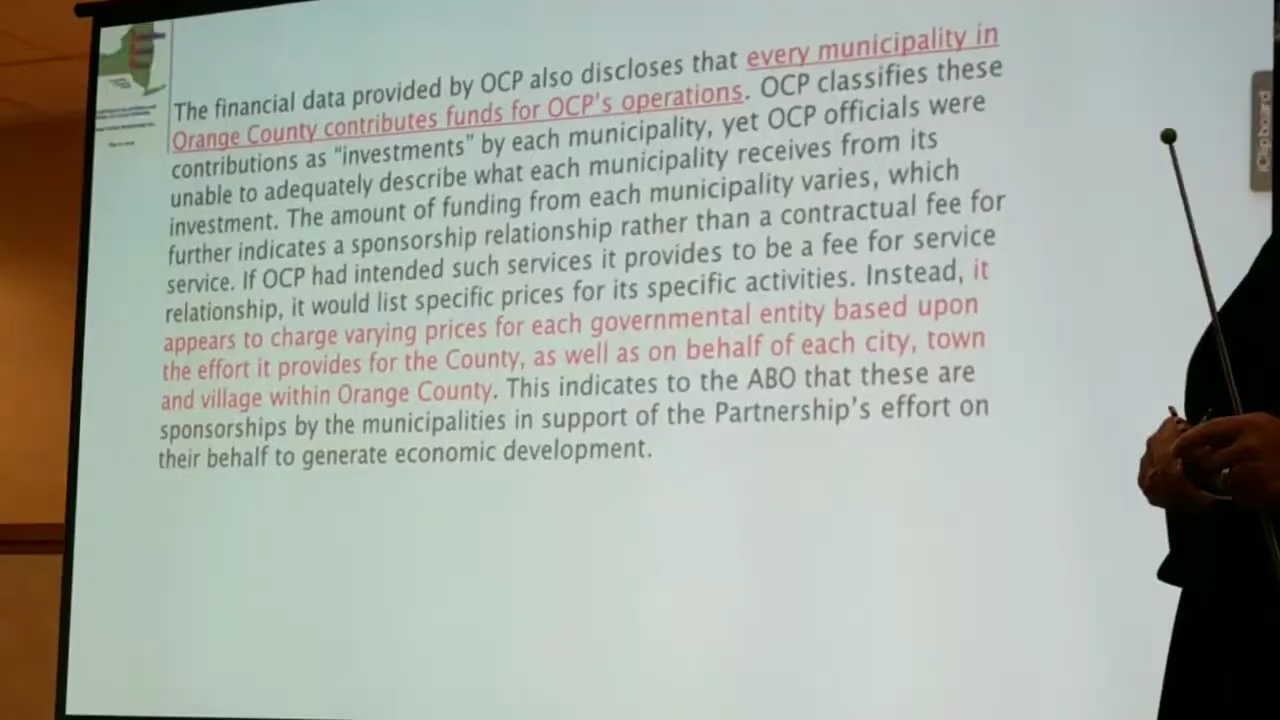 The financial data provided by OCP also discloses that every municipality in
Orange County contributes funds for OCP's operations. OCP classifies these
contributions as "investments" by each municipality, yet OCP officials were
unable to adequately describe what each municipality receives from its
investment. The amount of funding from each municipality varies, which
further indicates a sponsorship relationship rather than a contractual fee for
service. If OCP had intended such services it provides to be a fee for service
relationship, it would list specific prices for its specific activities. Instead, it
appears to charge varying prices for each governmental entity based upon
the effort it provides for the County, as well as on behalf of each city, town
and village within Orange County. This indicates to the ABO that these are
sponsorships by the municipalities in support of the Partnership's effort on
their behalf to generate economic development.
iClipboard